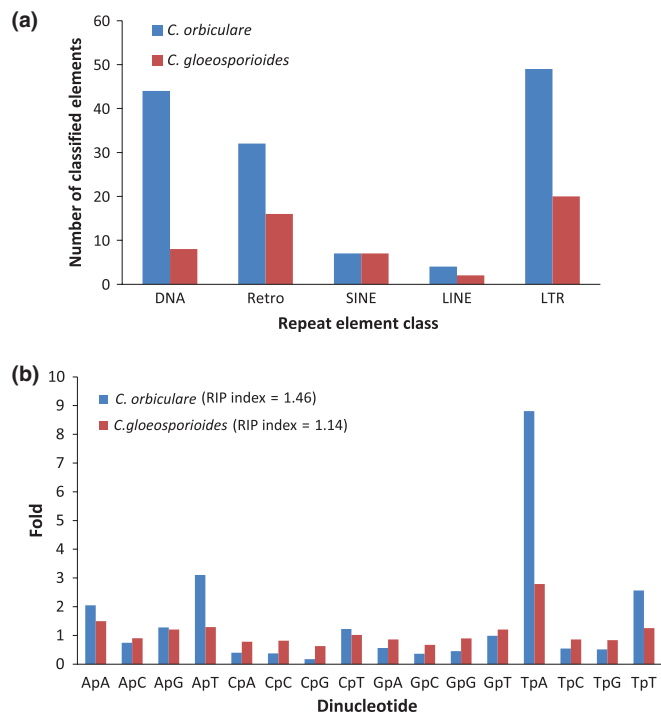 (a)
60
50
40
30
20
10
0
Number of classified elements
C. orbiculare
C. gloeosporioides
DNA Retro SINE LINE LTR
Repeat element class
(b)
10
9
8
7
6
5
4
3
2
1
0
Fold
C. orbiculare (RIP index = 1.46)
C.gloeosporioides (RIP index = 1.14)
ApA ApC ApG ApT CpA CpC CpG CpT GpA GpC GpG GpT TpA TpC TpG TpT
Dinucleotide